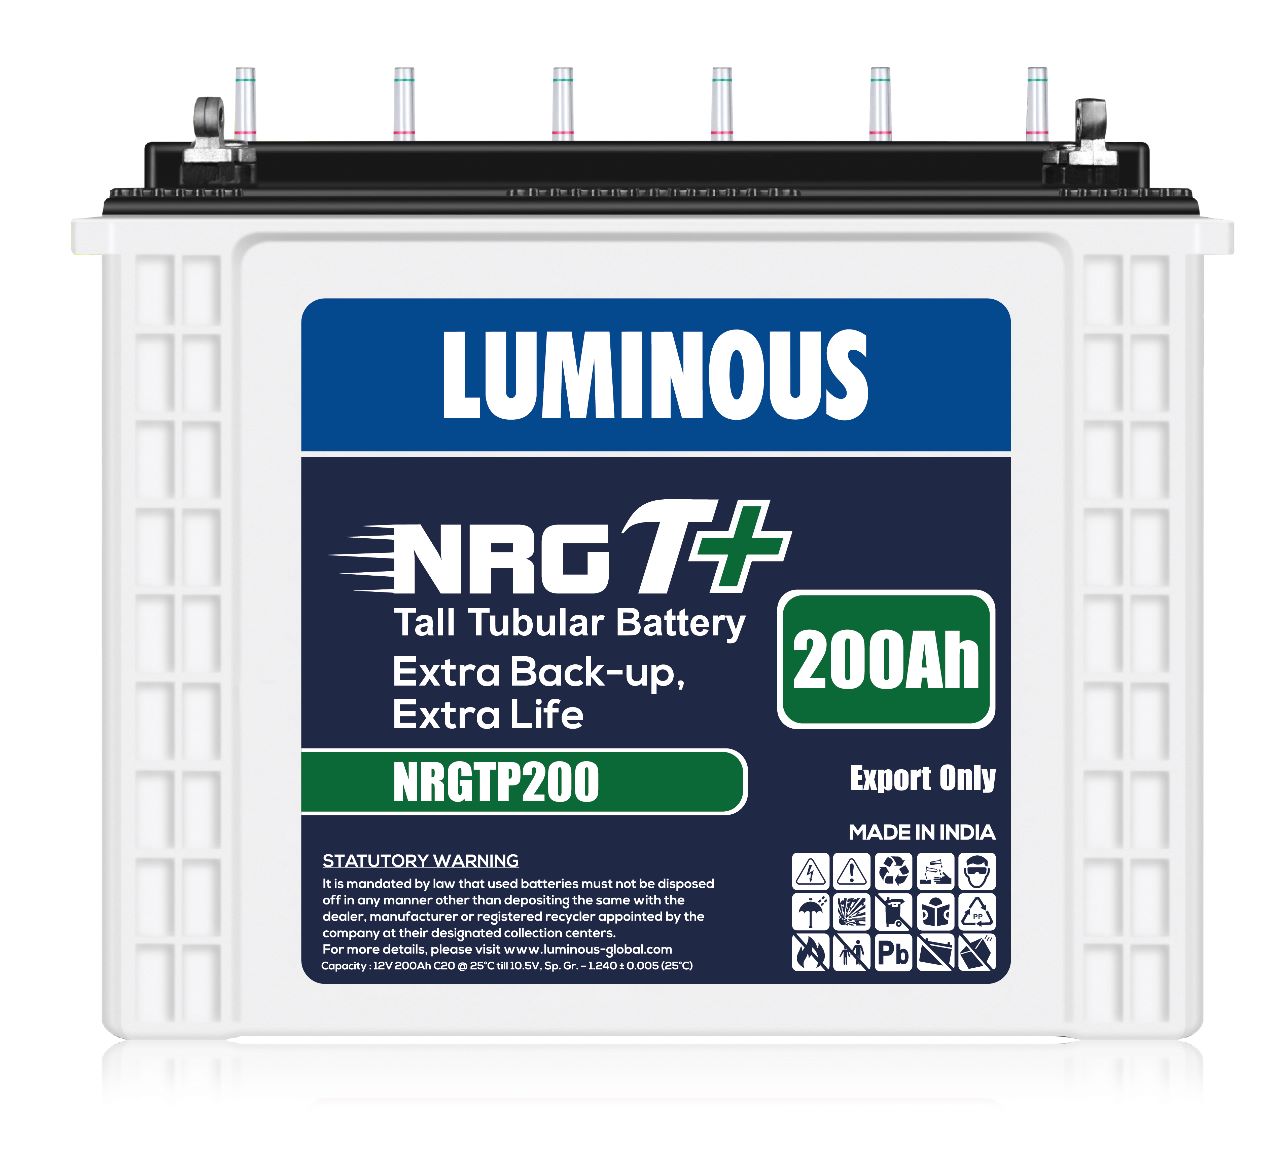 LUMINOUS
NRG T+
Tall Tubular Battery
Extra Back-up,
Extra Life
200Ah
NRGTP200
Export Only
MADE IN INDIA
STATUTORY WARNING
It is mandated by law that used batteries must not be disposed
off in any manner other than depositing the same with the
dealer, manufacturer or registered recycler appointed by the
company at their designated collection centers.
For more details, please visit www.luminous-global.com
Capacity : 12V 200Ah C20 @ 25°C till 10.5V, Sp. Gr. - 1.240 ± 0.005 (25°C)
PP
Pb